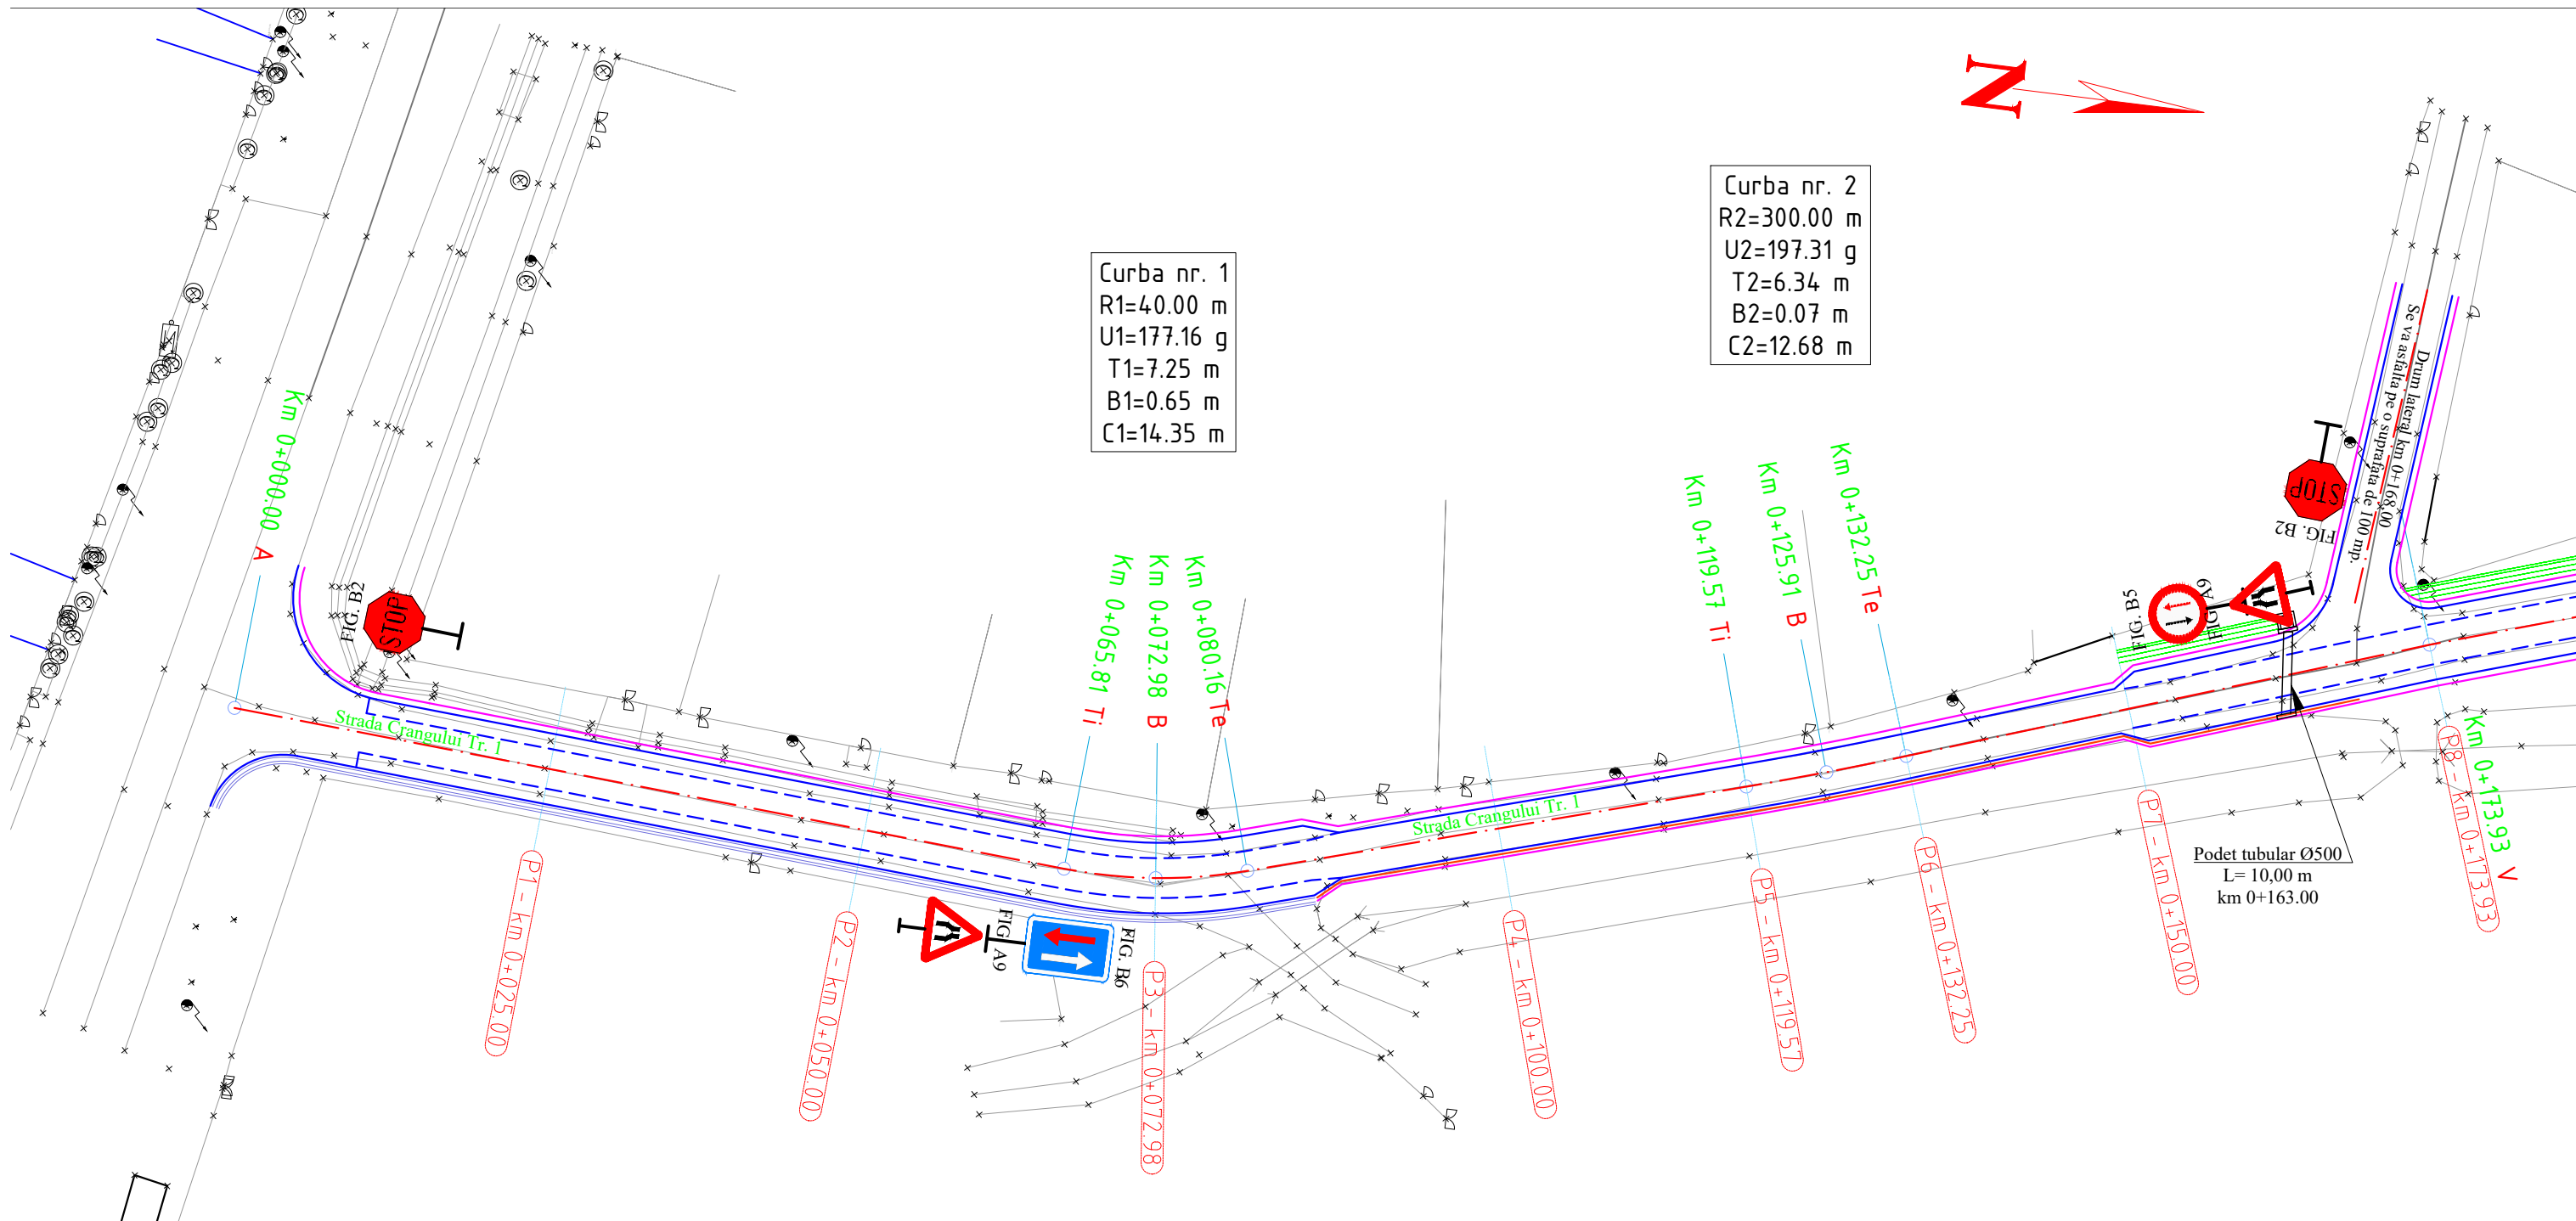 N
Curba nr. 1
R1=40.00 m
U1=177.16 g
T1=7.25 m
B1=0.65 m
C1=14.35 m
Curba nr. 2
R2=300.00 m
U2=197.31 g
T2=6.34 m
B2=0.07 m
C2=12.68 m
Km 0+000.00 A
STOP
FIG. B2
Strada Crangului Tr. 1
Km 0+065.81 Ti
Km 0+072.98 B
Km 0+080.16 Te
Strada Crangului Tr. 1
Km 0+119.57 Ti
Km 0+125.91 B
Km 0+132.25 Te
Drum lateral km 0+168.00
Se va asfalta pe o suprafata de 100 mp.
STOP
FIG. B2
FIG. B5
FIG. A9
Km 0+173.93 V
FIG. A9
FIG. B6
P1 - km 0+025.00
P2 - km 0+050.00
P3 - km 0+072.98
P4 - km 0+100.00
P5 - km 0+119.57
P6 - km 0+132.25
P7 - km 0+150.00
P8 - km 0+173.93
Podet tubular Ø500
L= 10,00 m
km 0+163.00